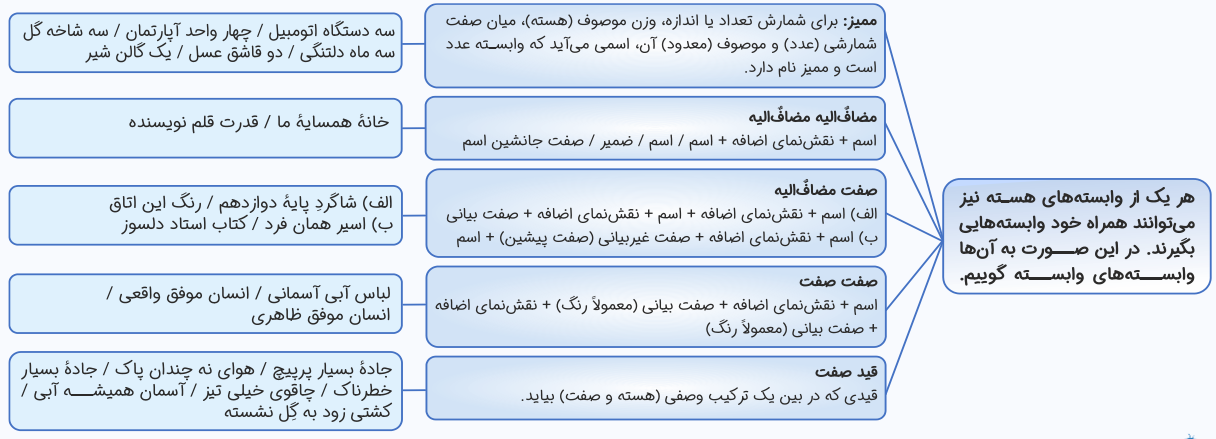 هر یک از وابسته‌های هسـته نیز
می‌توانند همراه خود وابسته‌هایی
بگیرند. در این صـــورت به آن‌ها
وابســـته‌های وابســـته گوییم.
ممیز: برای شمارش تعداد یا اندازه، وزن موصوف (هسته)، میان صفت
شمارشی (عدد) و موصوف (معدود) آن، اسمی می‌آید که وابسـته عدد
است و ممیز نام دارد.
سه دستگاه اتومبیل / چهار واحد آپارتمان / سه شاخه گل
سه ماه دلتنگی / دو قاشق عسل / یک گالن شیر
مضافٌ‌الیه مضافٌ‌الیه
اسم + نقش‌نمای اضافه + اسم / اسم / ضمیر / صفت جانشین اسم
خانهٔ همسایهٔ ما / قدرت قلم نویسنده
صفت مضافٌ‌الیه
الف) اسم + نقش‌نمای اضافه + اسم + نقش‌نمای اضافه + صفت بیانی
ب) اسم + نقش‌نمای اضافه + صفت غیربیانی (صفت پیشین) + اسم
الف) شاگردِ پایهٔ دوازدهم / رنگ این اتاق
ب) اسیر همان فرد / کتاب استاد دلسوز
صفت صفت
اسم + نقش‌نمای اضافه + صفت بیانی (معمولاً رنگ) + نقش‌نمای اضافه
+ صفت بیانی (معمولاً رنگ)
لباس آبی آسمانی / انسان موفق واقعی /
انسان موفق ظاهری
قید صفت
قیدی که در بین یک ترکیب وصفی (هسته و صفت) بیاید.
جادهٔ بسیار پرپیچ / هوای نه چندان پاک / جادهٔ بسیار
خطرناک / چاقوی خیلی تیز / آسمان همیشـــه آبی /
کشتی زود به گِل نشسته